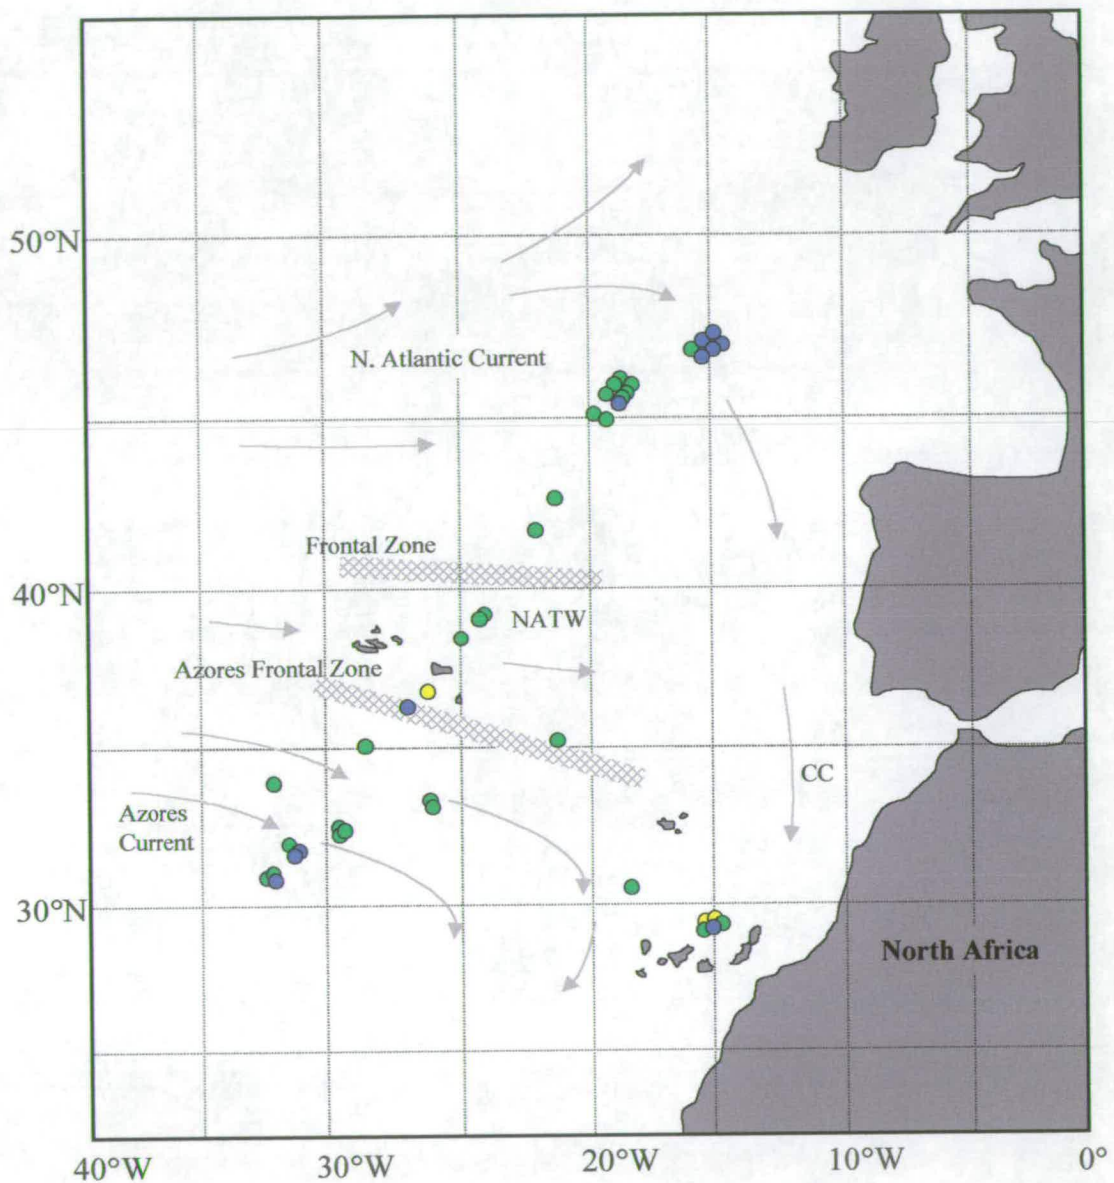 50°N
N. Atlantic Current
Frontal Zone
40°N
NATW
Azores Frontal Zone
CC
Azores
Current
30°N
North Africa
40°W
30°W
20°W
10°W
0°